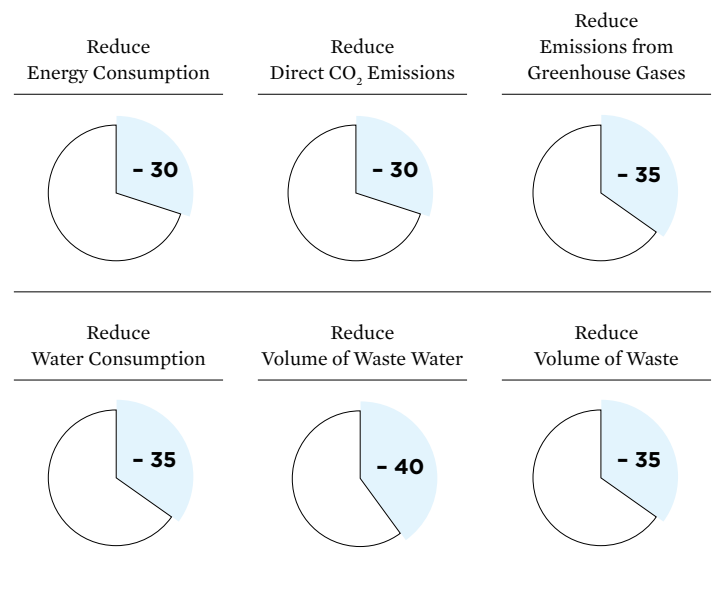 Reduce
Energy Consumption
Reduce
Direct CO₂ Emissions
Reduce
Emissions from
Greenhouse Gases
– 30
– 30
– 35
Reduce
Water Consumption
Reduce
Volume of Waste Water
Reduce
Volume of Waste
– 35
– 40
– 35